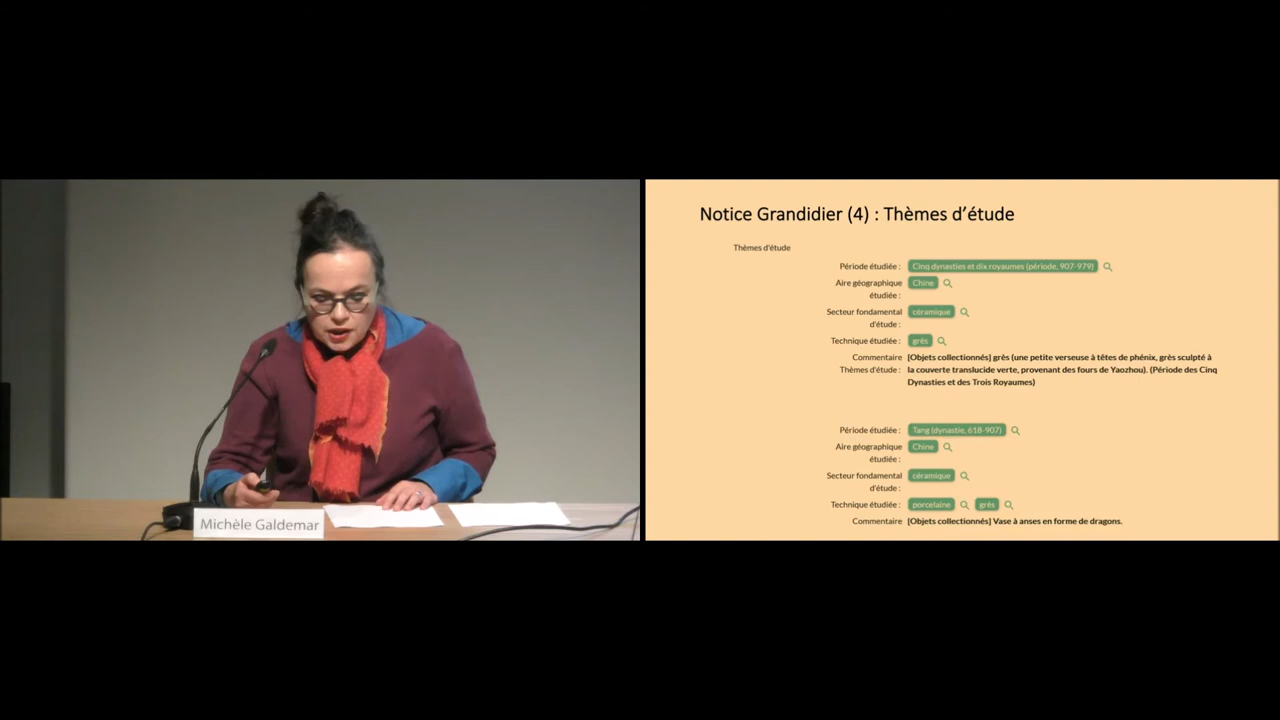 Michèle Galdemar
Notice Grandidier (4) : Thèmes d'étude
Thèmes d'étude
Période étudiée : Cinq dynasties et dix royaumes (période, 907-979)
Aire géographique étudiée : Chine
Secteur fondamental d'étude : céramique
Technique étudiée : grès
Commentaire Thèmes d'étude : [Objets collectionnés] grès (une petite verseuse à têtes de phénix, grès sculpté à
la couverte translucide verte, provenant des fours de Yaozhou). (Période des Cinq
Dynasties et des Trois Royaumes)
Période étudiée : Tang (dynastie, 618-907)
Aire géographique étudiée : Chine
Secteur fondamental d'étude : céramique
Technique étudiée : porcelaine grès
Commentaire [Objets collectionnés] Vase à anses en forme de dragons.